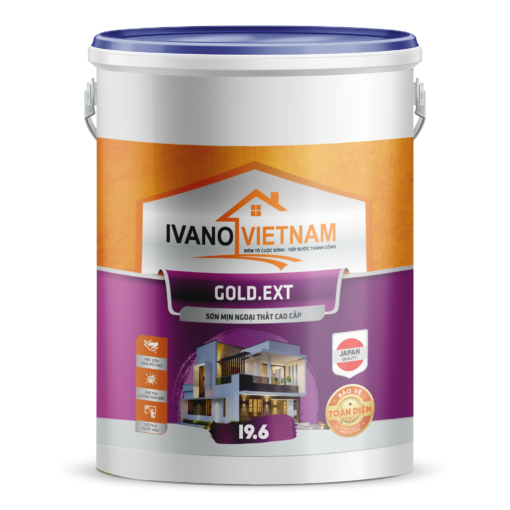 IVANO VIETNAM
ĐIỂM TÔ CUỘC SỐNG - TIẾP BƯỚC THÀNH CÔNG
GOLD.EXT
SƠN MỊN NGOẠI THẤT CAO CẤP
JAPAN
QUALITY
BẢO VỆ
TOÀN DIỆN
19.6